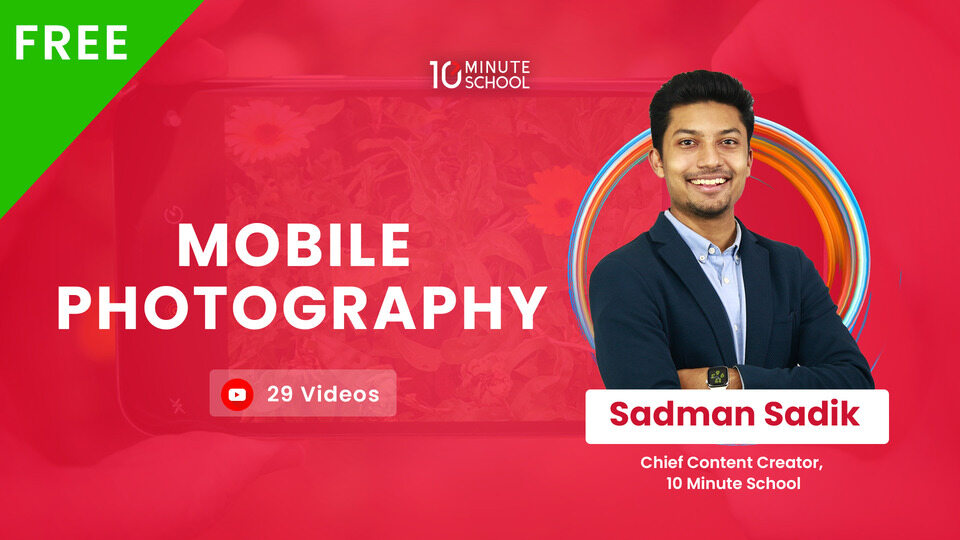 FREE
10 MINUTE
SCHOOL
MOBILE
PHOTOGRAPHY
29 Videos
Sadman Sadik
Chief Content Creator,
10 Minute School